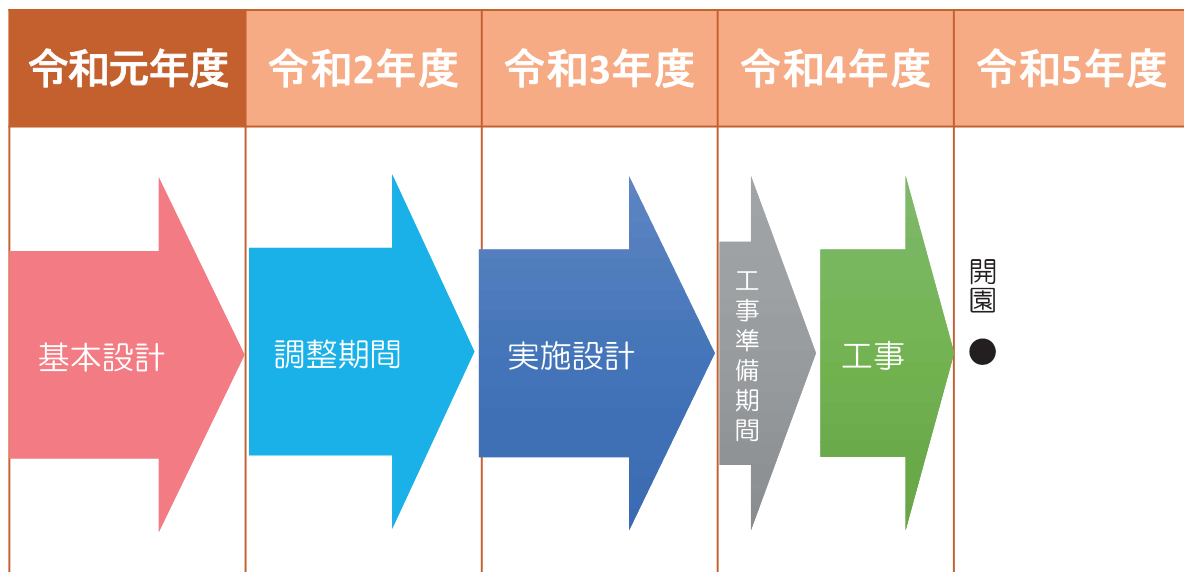 令和元年度
令和2年度
令和3年度
令和4年度
令和5年度
基本設計
調整期間
実施設計
工事準備期間
工事
開園